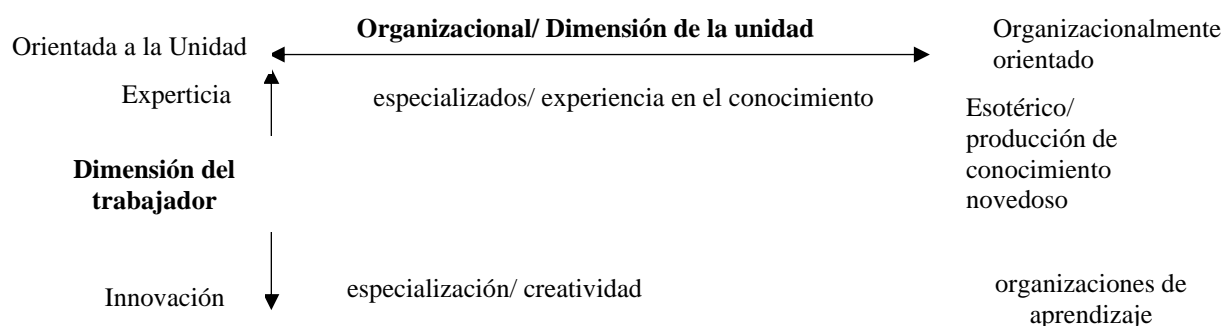 Organizacional/ Dimensión de la unidad
Orientada a la Unidad
Organizacionalmente
orientado
Experticia
especializados/ experiencia en el conocimiento
Esotérico/
producción de
conocimiento
novedoso
Dimensión del
trabajador
Innovación
especialización/ creatividad
organizaciones de
aprendizaje